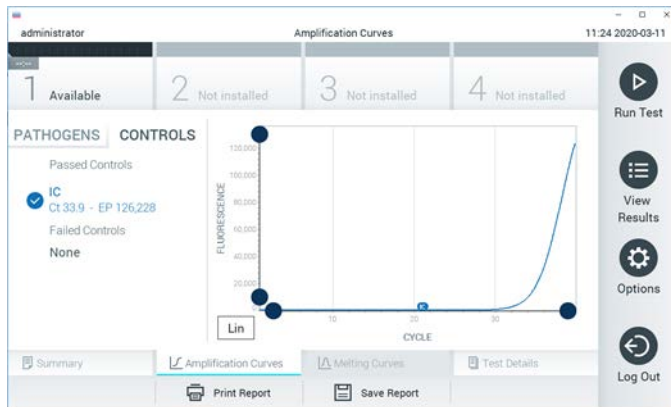 administrator
Amplification Curves
11:24 2020-03-11
1 Available
2 Not installed
3 Not installed
4 Not installed
Run Test
PATHOGENS CONTROLS
Passed Controls
IC
Ct 33.9 - EP 126,228
Failed Controls
None
FLUORESCENCE
120,000
100,000
80,000
60,000
40,000
20,000
IC
10 20 30
Lin
CYCLE
View
Results
Options
Log Out
Summary
Amplification Curves
Melting Curves
Test Details
Print Report
Save Report